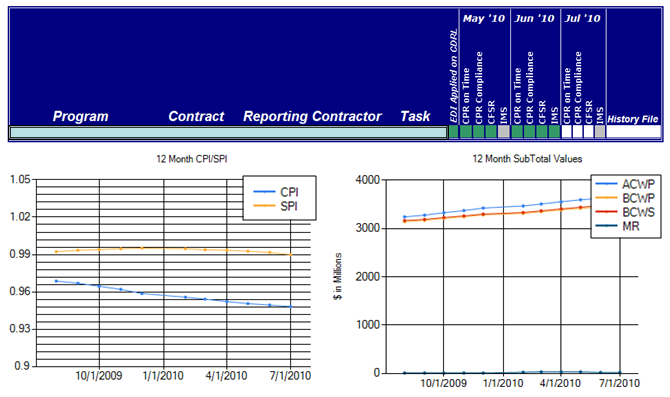 May '10 Jun '10 Jul '10
EDI Applied on CDRL
CPR on Time
CPR Compliance
CFSR
IMS
CPR on Time
CPR Compliance
CFSR
IMS
CPR on Time
CPR Compliance
CFSR
IMS
Program Contract Reporting Contractor Task History File
12 Month CPI/SPI
1.05
1.02
0.99
0.96
0.93
0.9
CPI
SPI
10/1/2009 1/1/2010 4/1/2010 7/1/2010
12 Month SubTotal Values
$ in Millions
4000
3000
2000
1000
0
ACWP
BCWP
BCWS
MR
10/1/2009 1/1/2010 4/1/2010 7/1/2010